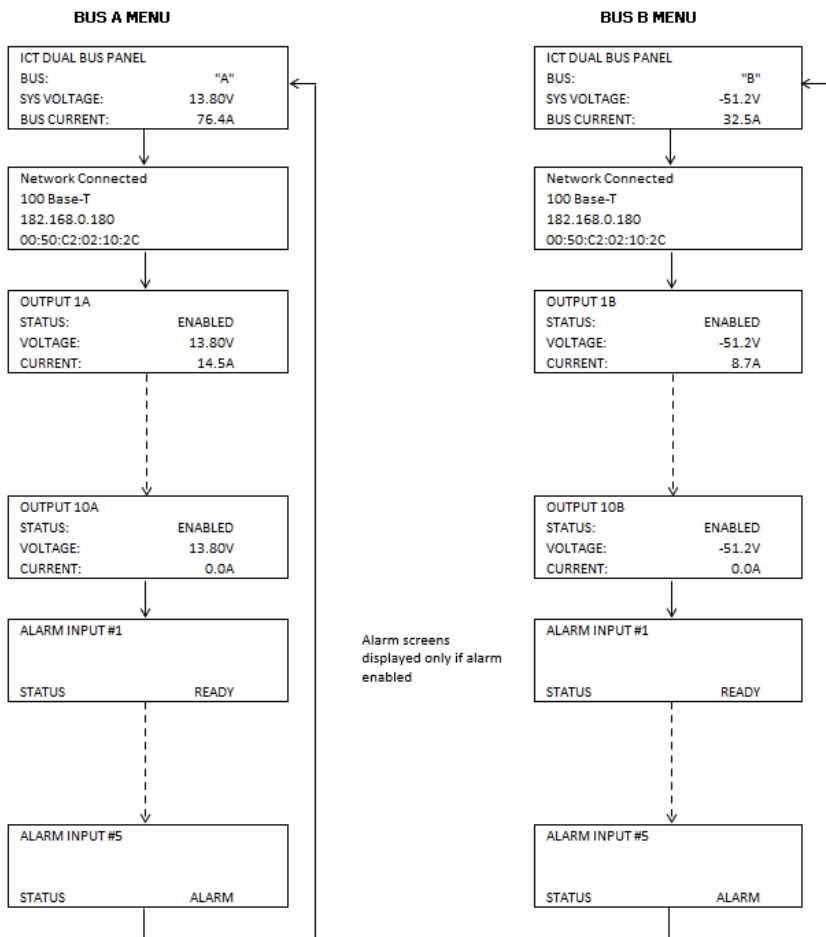 BUS A MENU
ICT DUAL BUS PANEL
BUS: "A"
SYS VOLTAGE: 13.80V
BUS CURRENT: 76.4A
Network Connected
100 Base-T
182.168.0.180
00:50:C2:02:10:2C
OUTPUT 1A
STATUS: ENABLED
VOLTAGE: 13.80V
CURRENT: 14.5A
OUTPUT 10A
STATUS: ENABLED
VOLTAGE: 13.80V
CURRENT: 0.0A
ALARM INPUT #1
STATUS READY
ALARM INPUT #5
STATUS ALARM
Alarm screens
displayed only if alarm
enabled
BUS B MENU
ICT DUAL BUS PANEL
BUS: "B"
SYS VOLTAGE: -51.2V
BUS CURRENT: 32.5A
Network Connected
100 Base-T
182.168.0.180
00:50:C2:02:10:2C
OUTPUT 1B
STATUS: ENABLED
VOLTAGE: -51.2V
CURRENT: 8.7A
OUTPUT 10B
STATUS: ENABLED
VOLTAGE: -51.2V
CURRENT: 0.0A
ALARM INPUT #1
STATUS READY
ALARM INPUT #5
STATUS ALARM